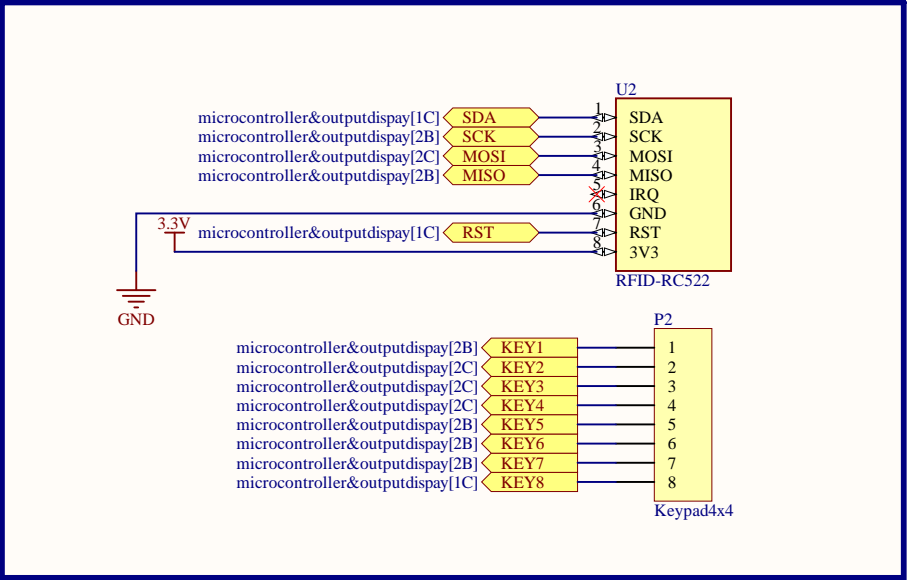 U2
microcontroller&outputdispay[1C] SDA 1 SDA
microcontroller&outputdispay[2B] SCK 2 SCK
microcontroller&outputdispay[2C] MOSI 3 MOSI
microcontroller&outputdispay[2B] MISO 4 MISO
5 IRQ
6 GND
3.3V microcontroller&outputdispay[1C] RST 7 RST
8 3V3
RFID-RC522
GND
P2
microcontroller&outputdispay[2B] KEY1 1
microcontroller&outputdispay[2C] KEY2 2
microcontroller&outputdispay[2C] KEY3 3
microcontroller&outputdispay[2C] KEY4 4
microcontroller&outputdispay[2B] KEY5 5
microcontroller&outputdispay[2B] KEY6 6
microcontroller&outputdispay[2B] KEY7 7
microcontroller&outputdispay[1C] KEY8 8
Keypad4x4